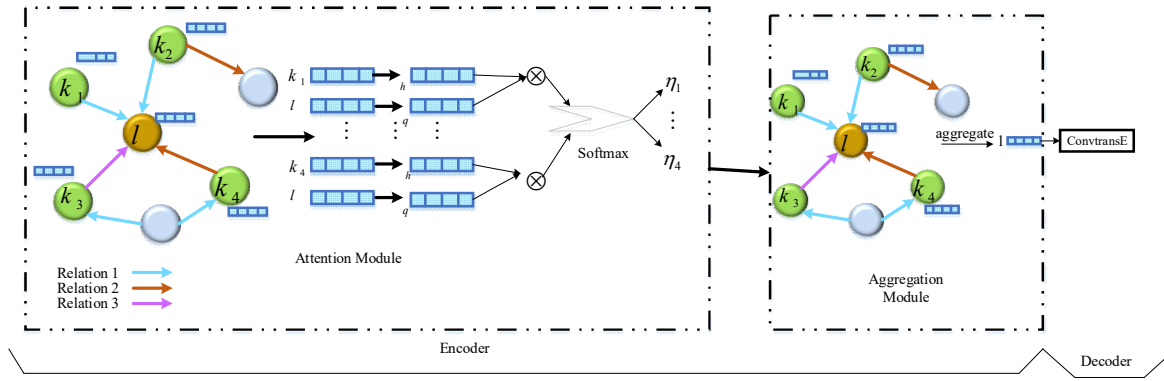 k2
k1
l
k3
k4
Relation 1
Relation 2
Relation 3
k1 h
l q
⋮ ⋮ ⋮
k4 h
l q
⊗
⊗
Softmax
η1
⋮
η4
Attention Module
k2
k1
l
k3
k4
aggregate
1
Aggregation
Module
ConvtransE
Encoder
Decoder